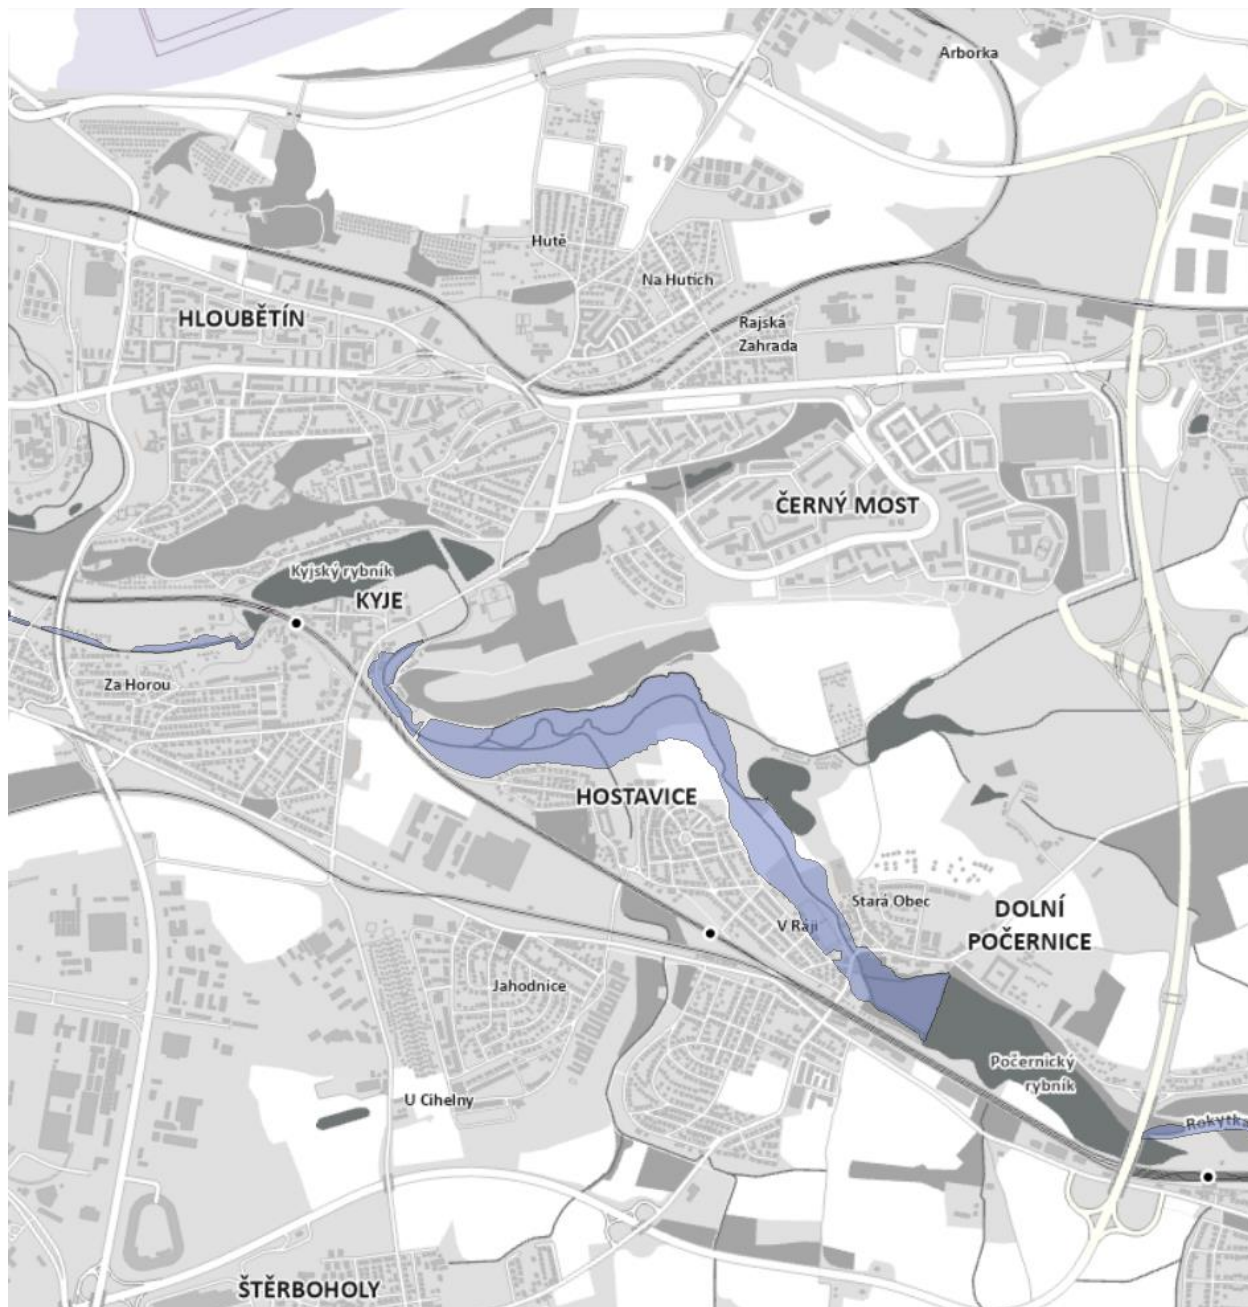 Arborka
Hutě
Na Hutích
HLOUBĚTÍN
Rajská
Zahrada
ČERNÝ MOST
Kyjský rybník
KYJE
Za Horou
HOSTAVICE
Stará Obec
DOLNÍ
POČERNICE
V Ráji
Jahodnice
Počernický
rybník
U Cihelny
Rokytka
ŠTĚRBOHOLY